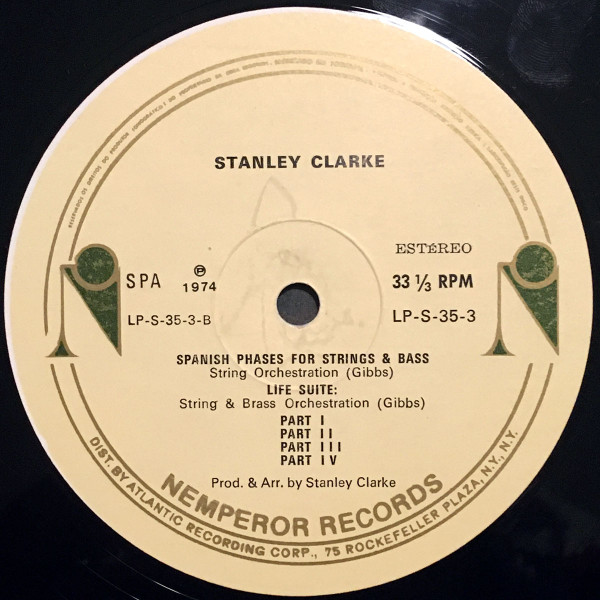 STANLEY CLARKE
ESTÉREO
SPA
℗ 1974
33 ⅓ RPM
LP-S-35-3-B
LP-S-35-3
SPANISH PHASES FOR STRINGS & BASS
String Orchestration (Gibbs)
LIFE SUITE:
String & Brass Orchestration (Gibbs)
PART I
PART II
PART III
PART IV
Prod. & Arr. by Stanley Clarke
NEMPEROR RECORDS
DIST. BY ATLANTIC RECORDING CORP., 75 ROCKEFELLER PLAZA, N.Y., N.Y.